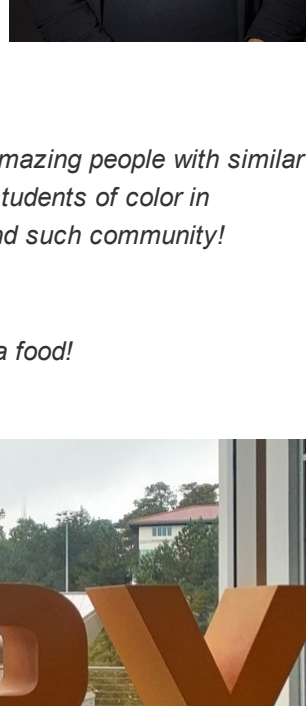 mazing people with similar
tudents of color in
nd such community!
a food!
Y